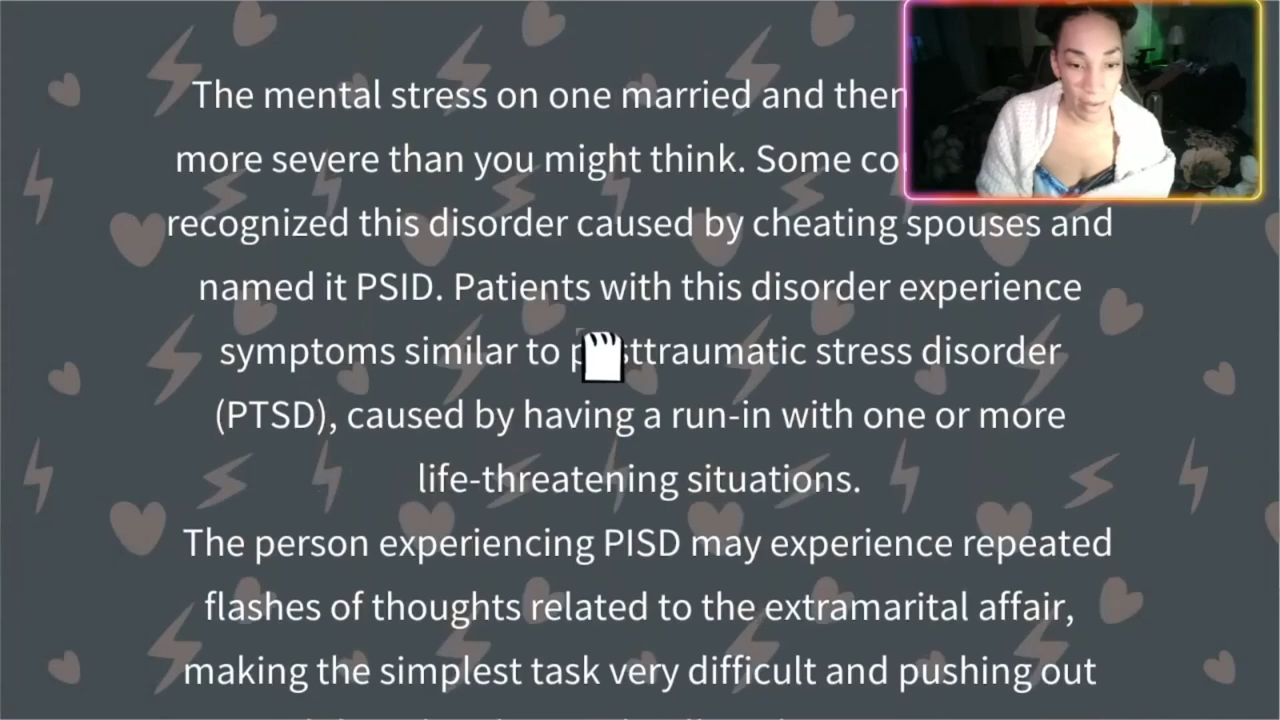 The mental stress on one married and then
more severe than you might think. Some
recognized this disorder caused by cheating spouses and
named it PSID. Patients with this disorder experience
symptoms similar to posttraumatic stress disorder
(PTSD), caused by having a run-in with one or more
life-threatening situations.
The person experiencing PISD may experience repeated
flashes of thoughts related to the extramarital affair,
making the simplest task very difficult and pushing out